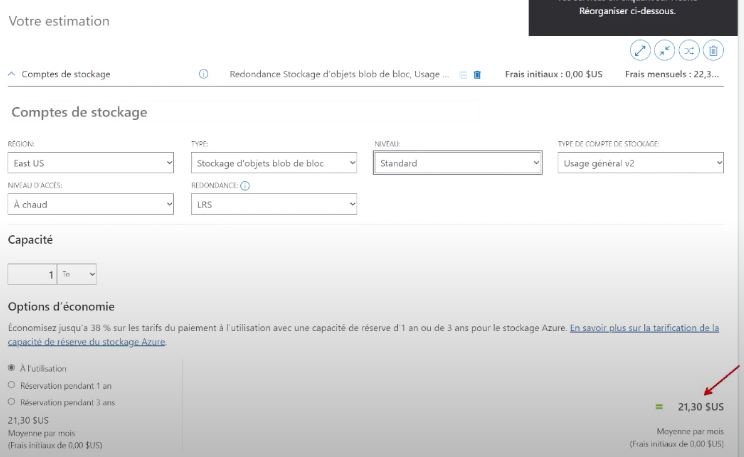 Réorganiser ci-dessous.
Votre estimation
Comptes de stockage
Redondance Stockage d'objets blob de bloc, Usage ...
Frais initiaux : 0,00 $US
Frais mensuels : 22,3...
Comptes de stockage
RÉGION:
TYPE:
NIVEAU:
TYPE DE COMPTE DE STOCKAGE:
East US
Stockage d'objets blob de bloc
Standard
Usage général v2
NIVEAU D'ACCÈS:
REDONDANCE:
À chaud
LRS
Capacité
1 To
Options d'économie
Économisez jusqu'à 38 % sur les tarifs du paiement à l'utilisation avec une capacité de réserve d'1 an ou de 3 ans pour le stockage Azure. En savoir plus sur la tarification de la
capacité de réserve du stockage Azure.
À l'utilisation
Réservation pendant 1 an
Réservation pendant 3 ans
21,30 $US
Moyenne par mois
(Frais initiaux de 0,00 $US)
= 21,30 $US
Moyenne par mois
(Frais initiaux de 0,00 $US)